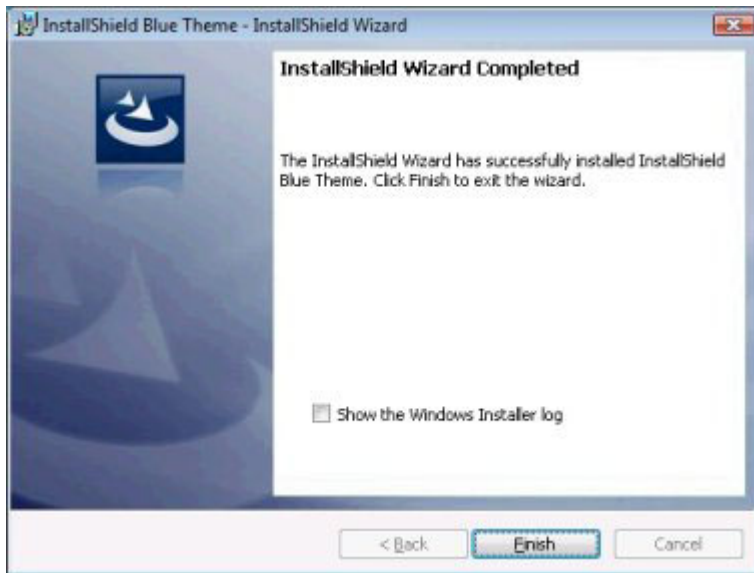 InstallShield Blue Theme - InstallShield Wizard
InstallShield Wizard Completed
The InstallShield Wizard has successfully installed InstallShield
Blue Theme. Click Finish to exit the wizard.
Show the Windows Installer log
< Back
Finish
Cancel